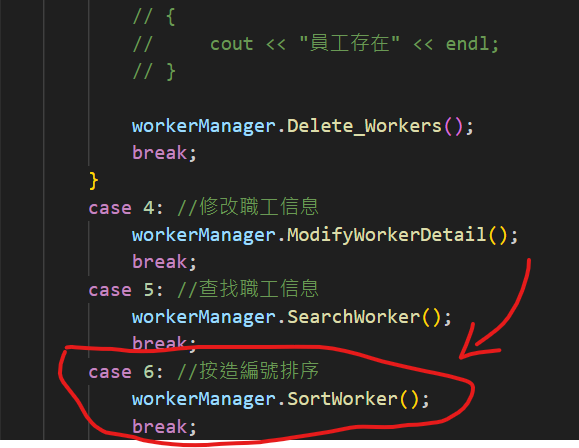 // {
//     cout << "員工存在" << endl;
// }
workerManager.Delete_Workers();
break;
}
case 4: //修改職工信息
workerManager.ModifyWorkerDetail();
break;
case 5: //查找職工信息
workerManager.SearchWorker();
break;
case 6: //按造編號排序
workerManager.SortWorker();
break;